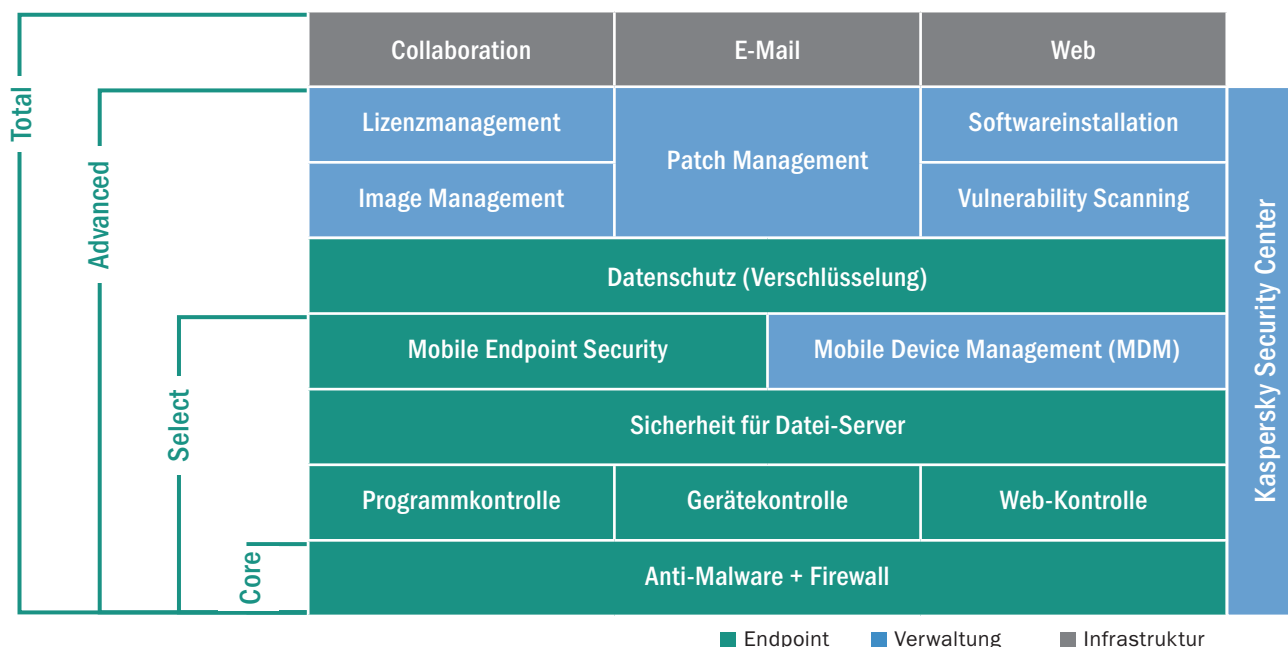 Collaboration
E-Mail
Web
Total
Advanced
Select
Core
Lizenzmanagement
Patch Management
Softwareinstallation
Image Management
Vulnerability Scanning
Datenschutz (Verschlüsselung)
Mobile Endpoint Security
Mobile Device Management (MDM)
Sicherheit für Datei-Server
Programmkontrolle
Gerätekontrolle
Web-Kontrolle
Anti-Malware + Firewall
Kaspersky Security Center
Endpoint
Verwaltung
Infrastruktur